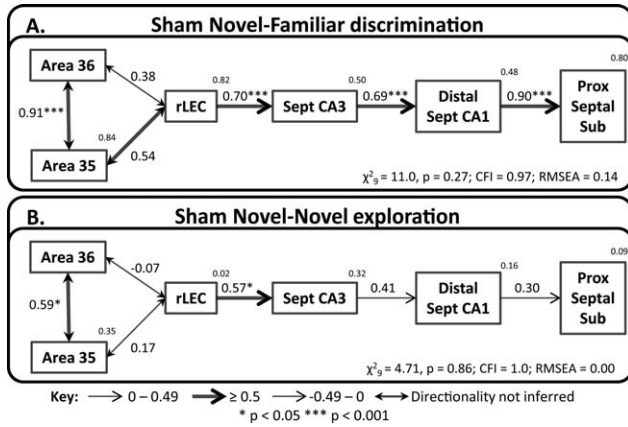 A. Sham Novel-Familiar discrimination
Area 36
0.38
0.91***
0.84
Area 35
0.54
0.82
rLEC
0.70***
0.50
Sept CA3
0.69***
0.48
Distal
Sept CA1
0.90***
0.80
Prox
Septal
Sub
χ²₉ = 11.0, p = 0.27; CFI = 0.97; RMSEA = 0.14
B. Sham Novel-Novel exploration
Area 36
-0.07
0.59*
0.35
Area 35
0.17
0.02
rLEC
0.57*
0.32
Sept CA3
0.41
0.16
Distal
Sept CA1
0.30
0.09
Prox
Septal
Sub
χ²₉ = 4.71, p = 0.86; CFI = 1.0; RMSEA = 0.00
Key: 0 – 0.49 ≥ 0.5 -0.49 – 0 Directionality not inferred
* p < 0.05 *** p < 0.001